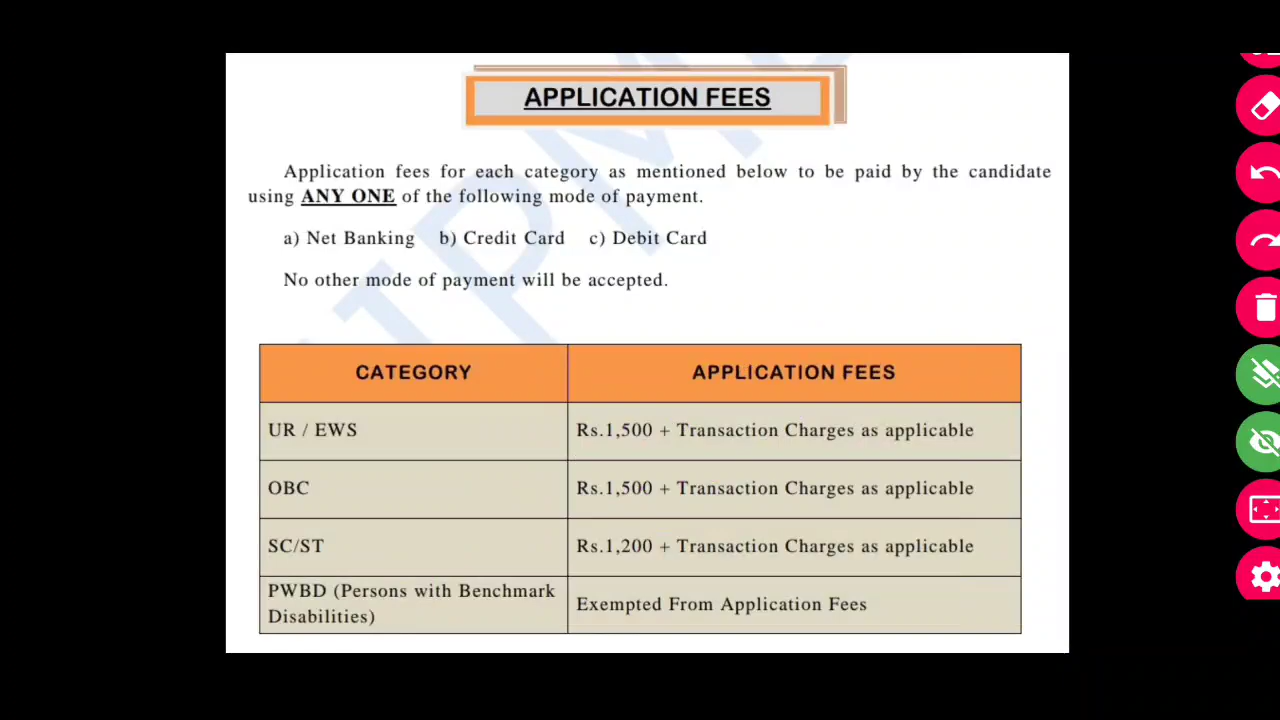 APPLICATION FEES
Application fees for each category as mentioned below to be paid by the candidate
using ANY ONE of the following mode of payment.
a) Net Banking b) Credit Card c) Debit Card
No other mode of payment will be accepted.
CATEGORY APPLICATION FEES
UR / EWS Rs.1,500 + Transaction Charges as applicable
OBC Rs.1,500 + Transaction Charges as applicable
SC/ST Rs.1,200 + Transaction Charges as applicable
PWBD (Persons with Benchmark
Disabilities) Exempted From Application Fees